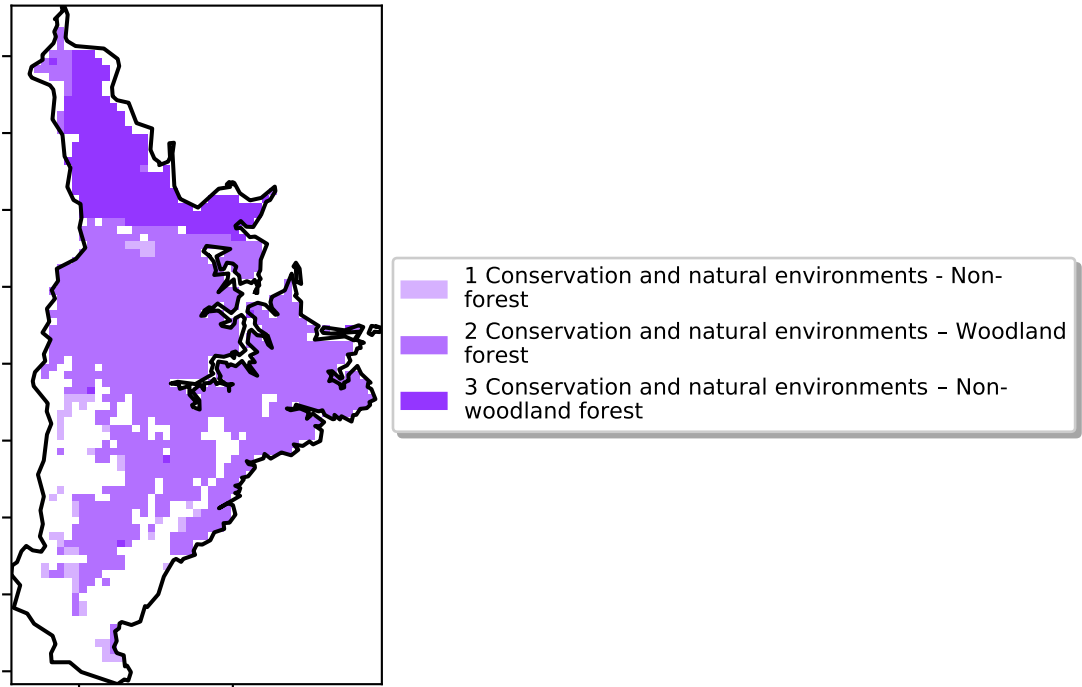 1 Conservation and natural environments - Non-
forest
2 Conservation and natural environments – Woodland
forest
3 Conservation and natural environments – Non-
woodland forest